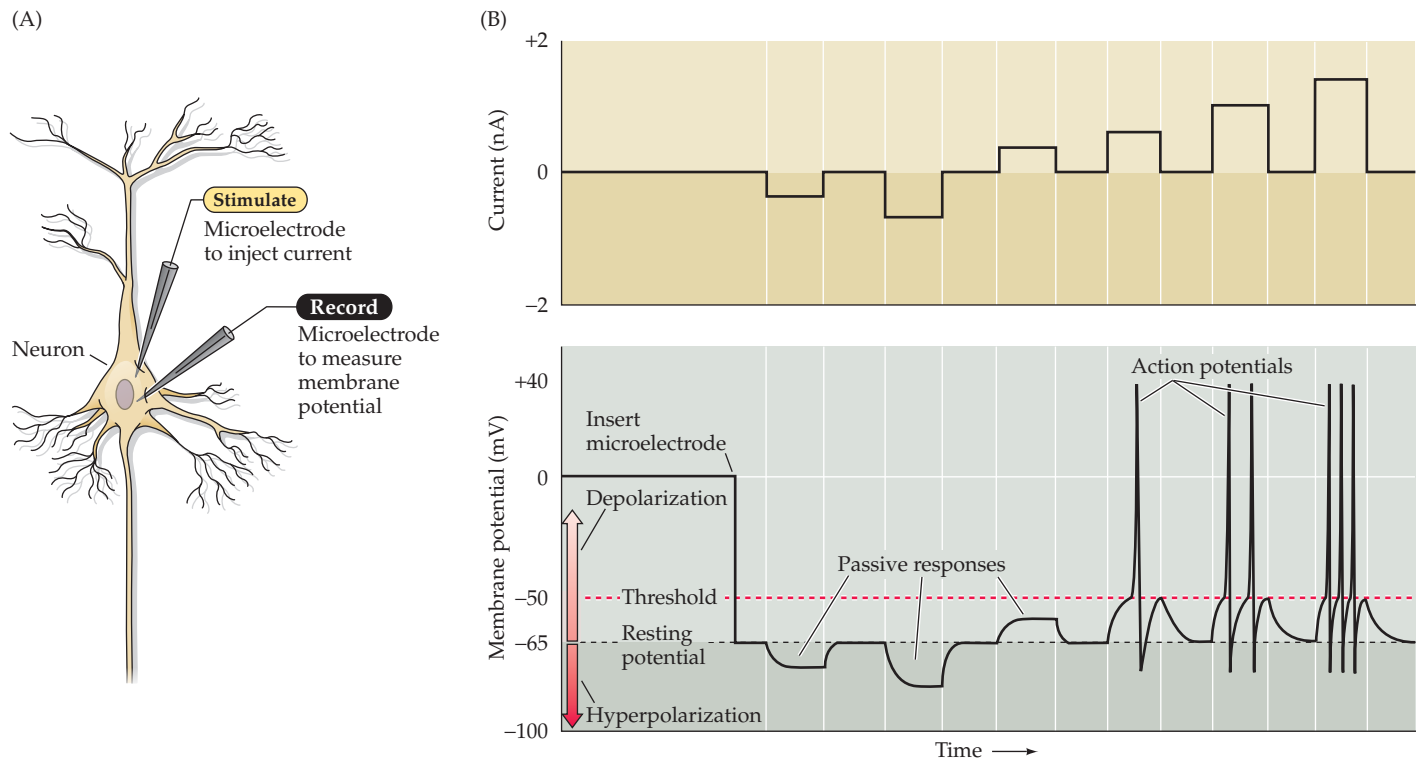 (A)
Stimulate
Microelectrode
to inject current
Record
Microelectrode
to measure
membrane
potential
Neuron
(B)
+2
0
–2
Current (nA)
+40
0
–50
–65
–100
Membrane potential (mV)
Insert
microelectrode
Depolarization
Threshold
Resting
potential
Hyperpolarization
Passive responses
Action potentials
Time